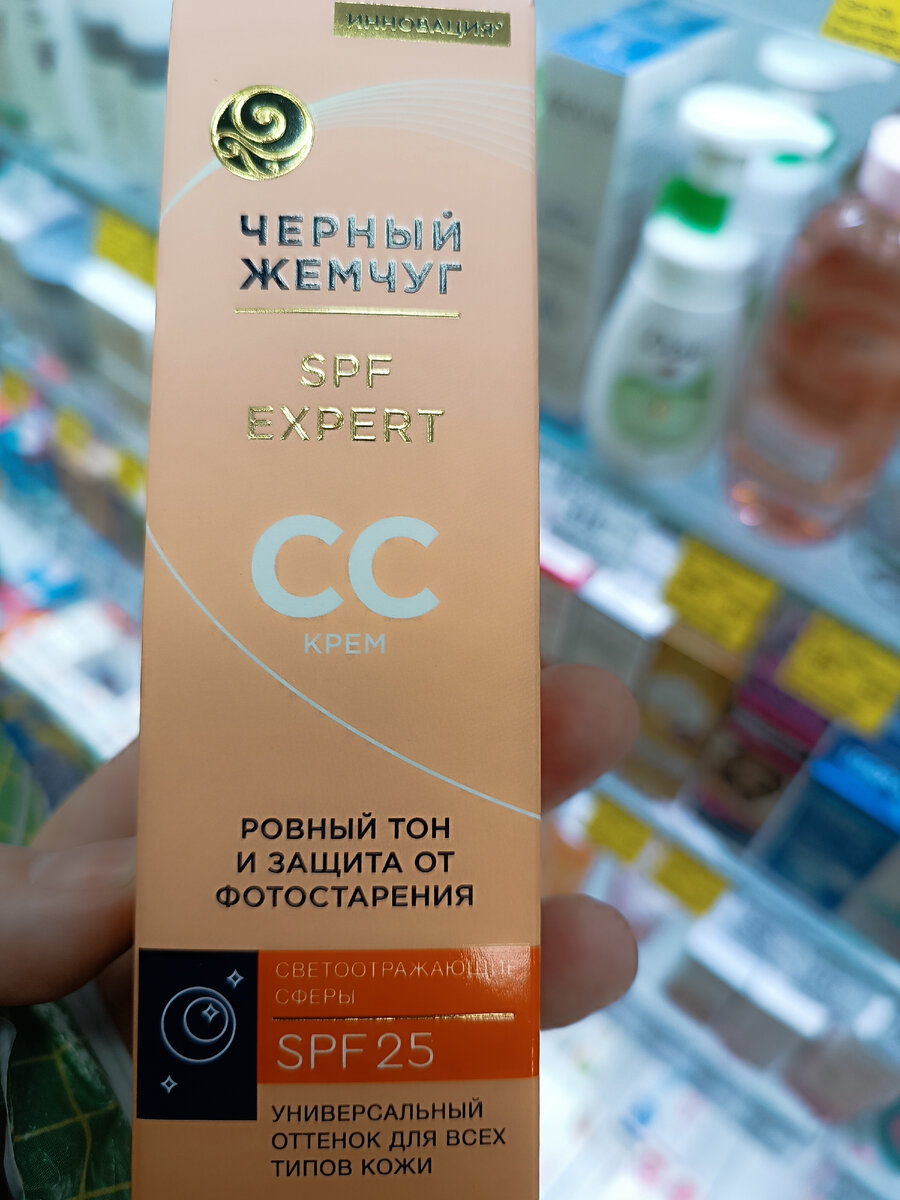 ИННОВАЦИЯ°
ЧЕРНЫЙ
ЖЕМЧУГ
SPF
EXPERT
CC
КРЕМ
РОВНЫЙ ТОН
И ЗАЩИТА ОТ
ФОТОСТАРЕНИЯ
СВЕТООТРАЖАЮЩИЕ
СФЕРЫ
SPF 25
УНИВЕРСАЛЬНЫЙ
ОТТЕНОК ДЛЯ ВСЕХ
ТИПОВ КОЖИ